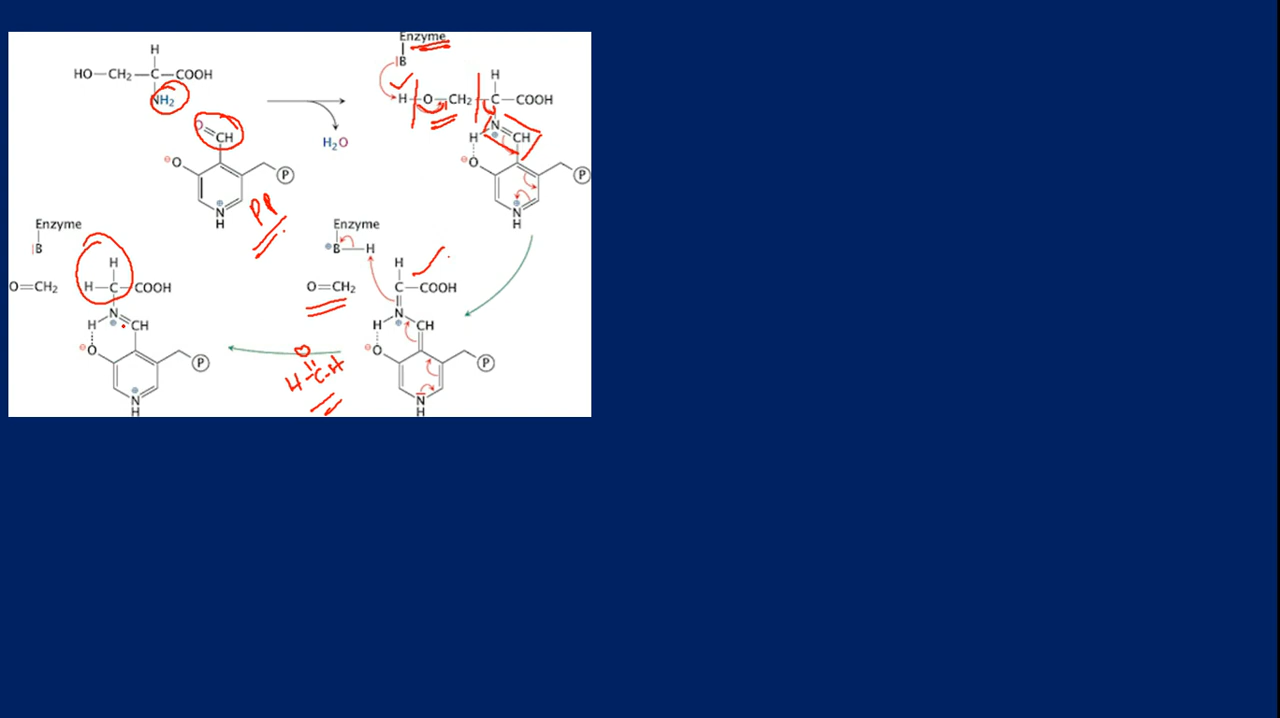 Enzyme
|B
H
HO—CH₂—C—COOH
NH₂
H
H—O—CH₂—C—COOH
O
CH
H₂O
N
⊕
CH
H
⊖
O
P
⊕
N
H
PP
⊖
O
P
⊕
N
H
Enzyme
|B
Enzyme
⊕B—H
H
O=CH₂
H—C—COOH
H
O=CH₂
C—COOH
N
⊕
CH
H
⊖
O
P
⊕
N
H
N
⊕
CH
H
⊖
O
P
N
H
O
H-C-H